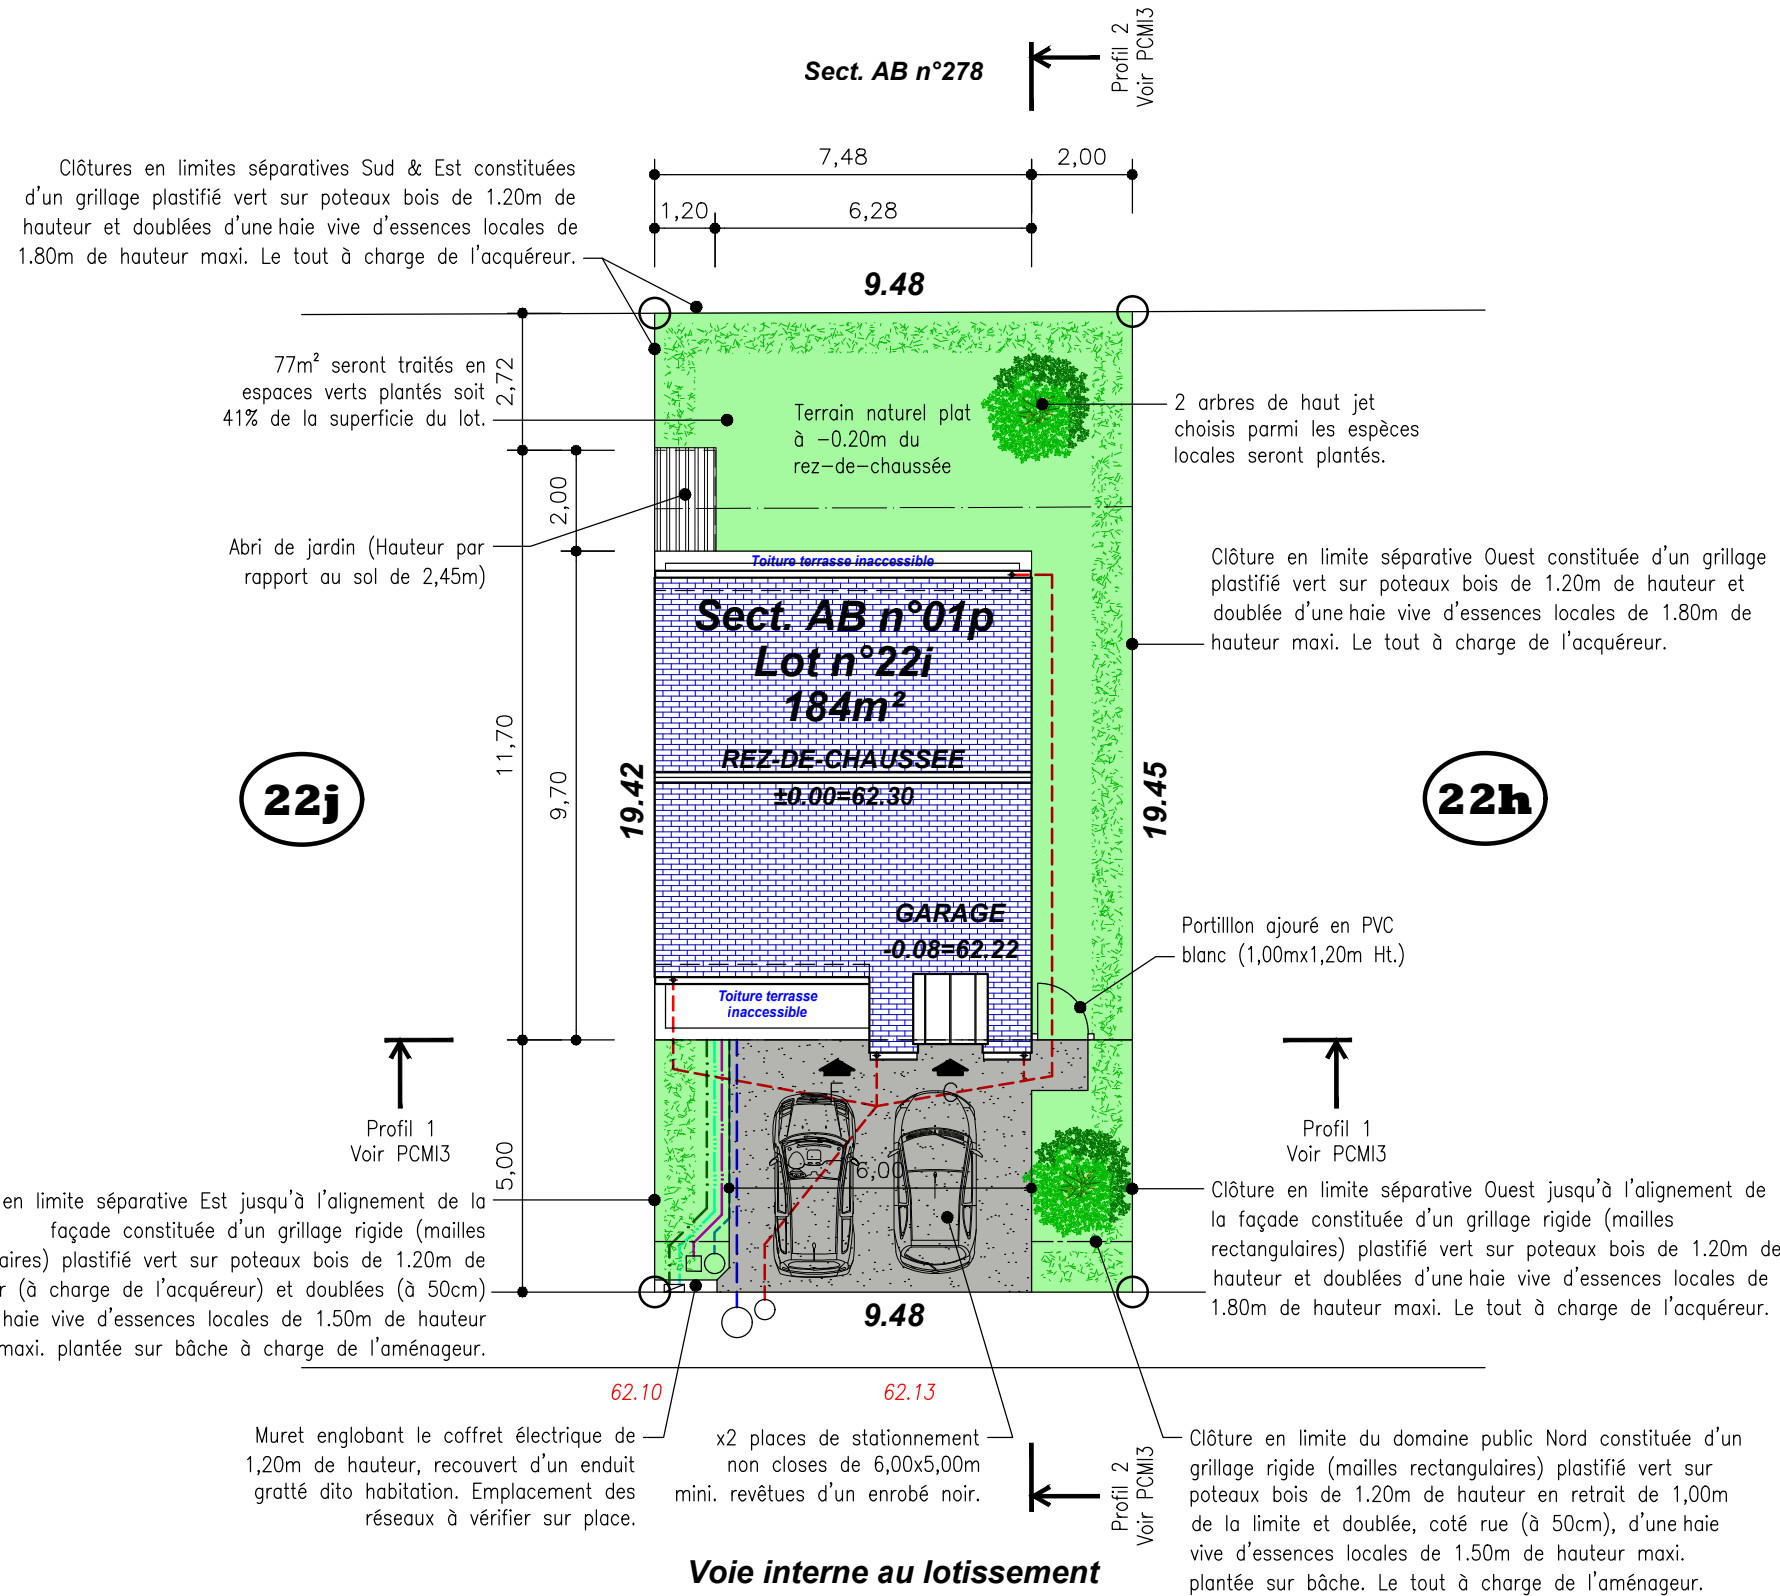 Sect. AB n°278
Profil 2
Voir PCMI3
7,48
2,00
1,20
6,28
Clôtures en limites séparatives Sud & Est constituées
d'un grillage plastifié vert sur poteaux bois de 1.20m de
hauteur et doublées d'une haie vive d'essences locales de
1.80m de hauteur maxi. Le tout à charge de l'acquéreur.
9.48
77m² seront traités en
espaces verts plantés soit
41% de la superficie du lot.
2,72
Terrain naturel plat
à -0.20m du
rez-de-chaussée
2 arbres de haut jet
choisis parmi les espèces
locales seront plantés.
2,00
Abri de jardin (Hauteur par
rapport au sol de 2,45m)
Toiture terrasse inaccessible
Clôture en limite séparative Ouest constituée d'un grillage
plastifié vert sur poteaux bois de 1.20m de hauteur et
doublée d'une haie vive d'essences locales de 1.80m de
hauteur maxi. Le tout à charge de l'acquéreur.
Sect. AB n°01p
Lot n°22i
184m²
REZ-DE-CHAUSSEE
±0.00=62.30
11,70
9,70
19.42
19.45
22j
22h
GARAGE
-0.08=62.22
Portilllon ajouré en PVC
blanc (1,00mx1,20m Ht.)
Toiture terrasse
inaccessible
Profil 1
Voir PCMI3
Profil 1
Voir PCMI3
5,00
6,00
en limite séparative Est jusqu'à l'alignement de la
façade constituée d'un grillage rigide (mailles
aires) plastifié vert sur poteaux bois de 1.20m de
r (à charge de l'acquéreur) et doublées (à 50cm)
haie vive d'essences locales de 1.50m de hauteur
maxi. plantée sur bâche à charge de l'aménageur.
Clôture en limite séparative Ouest jusqu'à l'alignement de
la façade constituée d'un grillage rigide (mailles
rectangulaires) plastifié vert sur poteaux bois de 1.20m de
hauteur et doublées d'une haie vive d'essences locales de
1.80m de hauteur maxi. Le tout à charge de l'acquéreur.
9.48
62.10
62.13
Muret englobant le coffret électrique de
1,20m de hauteur, recouvert d'un enduit
gratté dito habitation. Emplacement des
réseaux à vérifier sur place.
x2 places de stationnement
non closes de 6,00x5,00m
mini. revêtues d'un enrobé noir.
Profil 2
Voir PCMI3
Clôture en limite du domaine public Nord constituée d'un
grillage rigide (mailles rectangulaires) plastifié vert sur
poteaux bois de 1.20m de hauteur en retrait de 1,00m
de la limite et doublée, coté rue (à 50cm), d'une haie
vive d'essences locales de 1.50m de hauteur maxi.
plantée sur bâche. Le tout à charge de l'aménageur.
Voie interne au lotissement